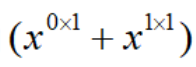 (x^{0×1} + x^{1×1})